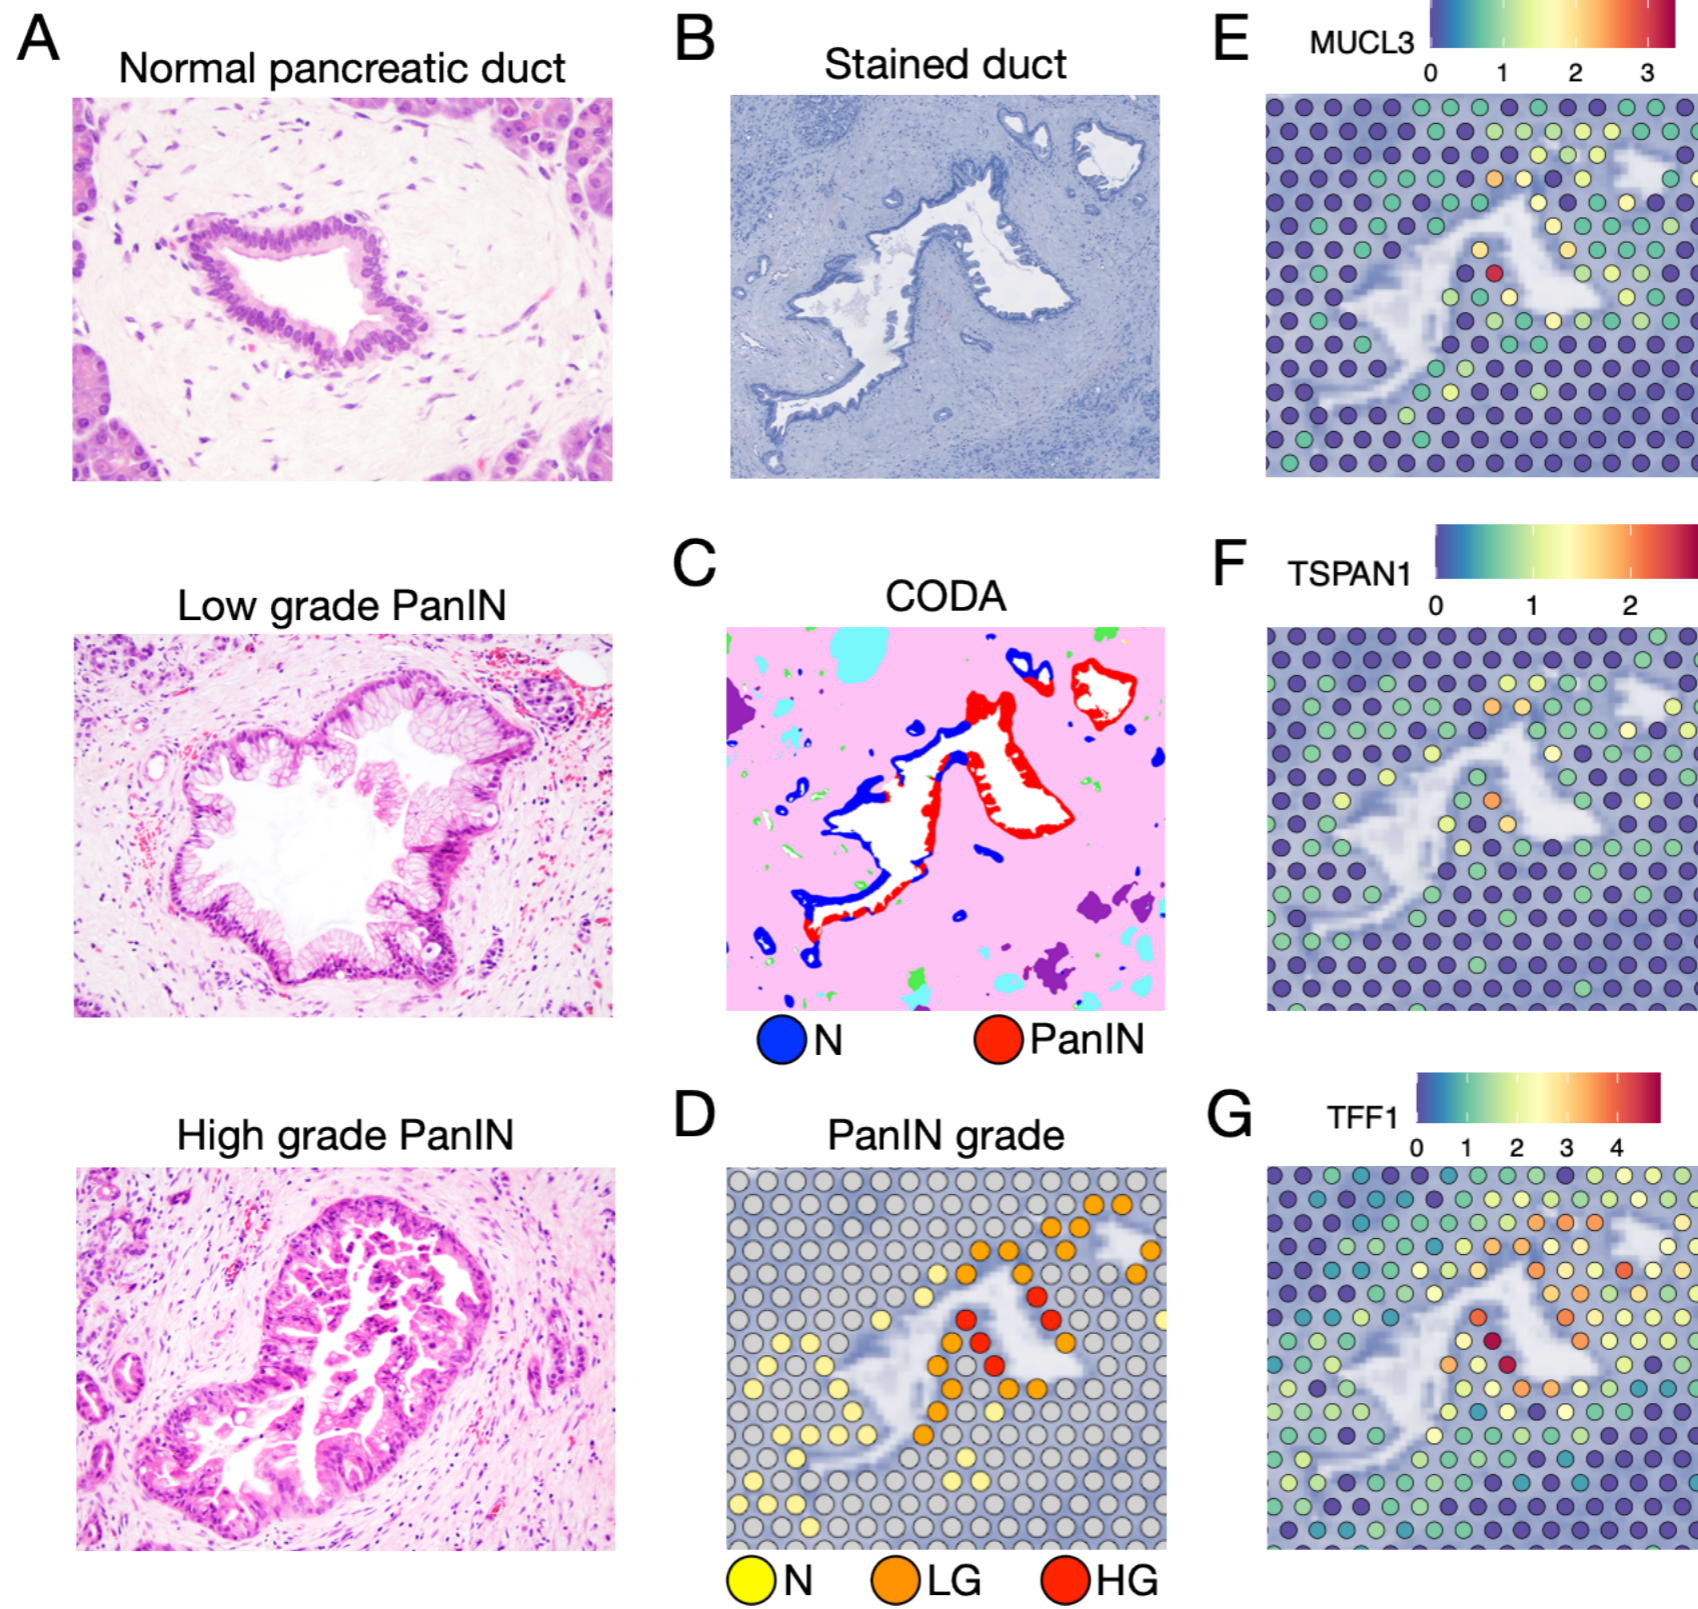 A
Normal pancreatic duct
Low grade PanIN
High grade PanIN
B
Stained duct
C
CODA
N PanIN
D
PanIN grade
N LG HG
E
MUCL3
0 1 2 3
F
TSPAN1
0 1 2
G
TFF1
0 1 2 3 4